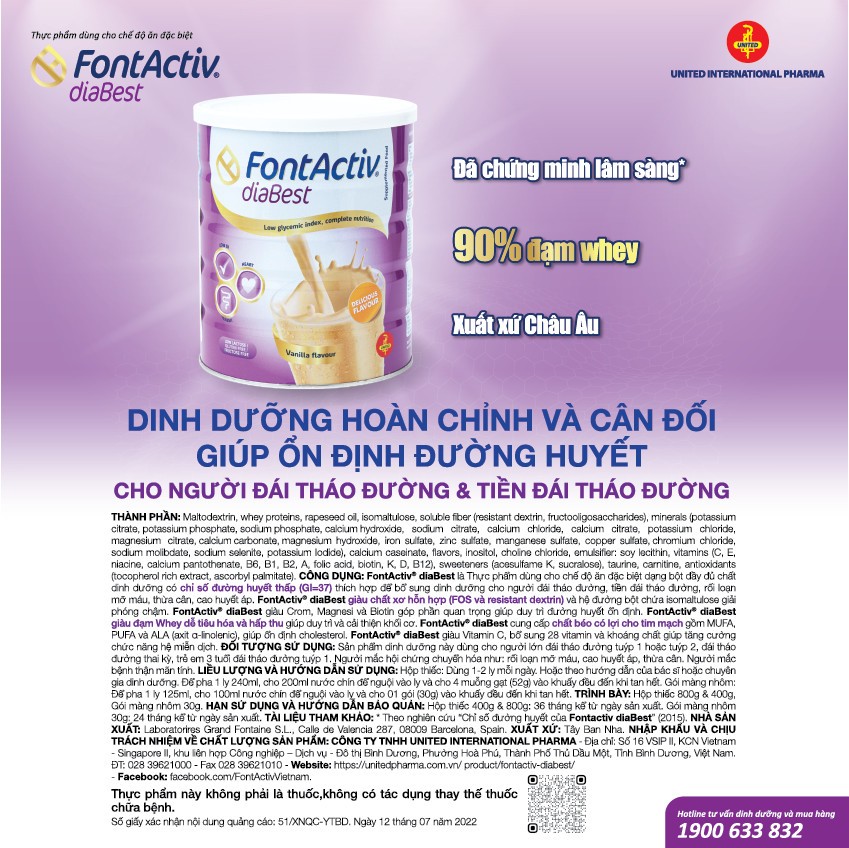 Thực phẩm dùng cho chế độ ăn đặc biệt
FontActiv®
diaBest
UNITED
UNITED INTERNATIONAL PHARMA
FontActiv®
diaBest
Supplemented Food
Low glycemic index, complete nutrition
LOW GI
HEART
DELICIOUS
FLAVOUR
LOW LACTOSE
GLUTEN FREE
FRUCTOSE FREE
Vanilla flavour
Đã chứng minh lâm sàng*
90% đạm whey
Xuất xứ Châu Âu
DINH DƯỠNG HOÀN CHỈNH VÀ CÂN ĐỐI
GIÚP ỔN ĐỊNH ĐƯỜNG HUYẾT
CHO NGƯỜI ĐÁI THÁO ĐƯỜNG & TIỀN ĐÁI THÁO ĐƯỜNG
THÀNH PHẦN: Maltodextrin, whey proteins, rapeseed oil, isomaltulose, soluble fiber (resistant dextrin, fructooligosaccharides), minerals (potassium
citrate, potassium phosphate, sodium phosphate, calcium hydroxide, sodium citrate, calcium chloride, calcium citrate, potassium chloride,
magnesium citrate, calcium carbonate, magnesium hydroxide, iron sulfate, zinc sulfate, manganese sulfate, copper sulfate, chromium chloride,
sodium molibdate, sodium selenite, potassium Iodide), calcium caseinate, flavors, inositol, choline chloride, emulsifier: soy lecithin, vitamins (C, E,
niacine, calcium pantothenate, B6, B1, B2, A, folic acid, biotin, K, D, B12), sweeteners (acesulfame K, sucralose), taurine, carnitine, antioxidants
(tocopherol rich extract, ascorbyl palmitate). CÔNG DỤNG: FontActiv® diaBest là Thực phẩm dùng cho chế độ ăn đặc biệt dạng bột đầy đủ chất
dinh dưỡng có chỉ số đường huyết thấp (GI=37) thích hợp để bổ sung dinh dưỡng cho người đái tháo đường, tiền đái tháo đường, rối loạn
mỡ máu, thừa cân, cao huyết áp. FontActiv® diaBest giàu chất xơ hỗn hợp (FOS và resistant dextrin) và hệ đường bột chứa isomaltulose giải
phóng chậm. FontActiv® diaBest giàu Crom, Magnesi và Biotin góp phần quan trọng giúp duy trì đường huyết ổn định. FontActiv® diaBest
giàu đạm Whey dễ tiêu hóa và hấp thu giúp duy trì và cải thiện khối cơ. FontActiv® diaBest cung cấp chất béo có lợi cho tim mạch gồm MUFA,
PUFA và ALA (axit α-linolenic), giúp ổn định cholesterol. FontActiv® diaBest giàu Vitamin C, bổ sung 28 vitamin và khoáng chất giúp tăng cường
chức năng hệ miễn dịch. ĐỐI TƯỢNG SỬ DỤNG: Sản phẩm dinh dưỡng này dùng cho người lớn đái tháo đường tuýp 1 hoặc tuýp 2, đái tháo
đường thai kỳ, trẻ em 3 tuổi đái tháo đường tuýp 1. Người mắc hội chứng chuyển hóa như: rối loạn mỡ máu, cao huyết áp, thừa cân. Người mắc
bệnh thận mãn tính. LIỀU LƯỢNG VÀ HƯỚNG DẪN SỬ DỤNG: Hộp thiếc: Dùng 1-2 ly mỗi ngày. Hoặc theo hướng dẫn của bác sĩ hoặc chuyên
gia dinh dưỡng. Để pha 1 ly 240ml, cho 200ml nước chín để nguội vào ly và cho 4 muỗng gạt (52g) vào khuấy đều đến khi tan hết. Gói màng nhôm:
Để pha 1 ly 125ml, cho 100ml nước chín để nguội vào ly và cho 01 gói (30g) vào khuấy đều đến khi tan hết. TRÌNH BÀY: Hộp thiếc 800g & 400g,
Gói màng nhôm 30g. HẠN SỬ DỤNG VÀ HƯỚNG DẪN BẢO QUẢN: Hộp thiếc 400g & 800g: 36 tháng kể từ ngày sản xuất. Gói màng nhôm
30g: 24 tháng kể từ ngày sản xuất. TÀI LIỆU THAM KHẢO: * Theo nghiên cứu "Chỉ số đường huyết của Fontactiv diaBest" (2015). NHÀ SẢN
XUẤT: Laboratorires Grand Fontaine S.L., Calle de Valencia 287, 08009 Barcelona, Spain. XUẤT XỨ: Tây Ban Nha. NHẬP KHẨU VÀ CHỊU
TRÁCH NHIỆM VỀ CHẤT LƯỢNG SẢN PHẨM: CÔNG TY TNHH UNITED INTERNATIONAL PHARMA - Địa chỉ: Số 16 VSIP II, KCN Vietnam
- Singapore II, khu liên hợp Công nghiệp – Dịch vụ - Đô thị Bình Dương, Phường Hoà Phú, Thành Phố Thủ Dầu Một, Tỉnh Bình Dương, Việt Nam.
ĐT: 028 39621000 - Fax 028 39621010 - Website: https://unitedpharma.com.vn/ product/fontactiv-diabest/
- Facebook: facebook.com/FontActivVietnam.
Thực phẩm này không phải là thuốc,không có tác dụng thay thế thuốc
chữa bệnh.
Số giấy xác nhận nội dung quảng cáo: 51/XNQC-YTBD. Ngày 12 tháng 07 năm 2022
Hotline tư vấn dinh dưỡng và mua hàng
1900 633 832